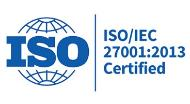 ISO
ISO/IEC
27001:2013
Certified